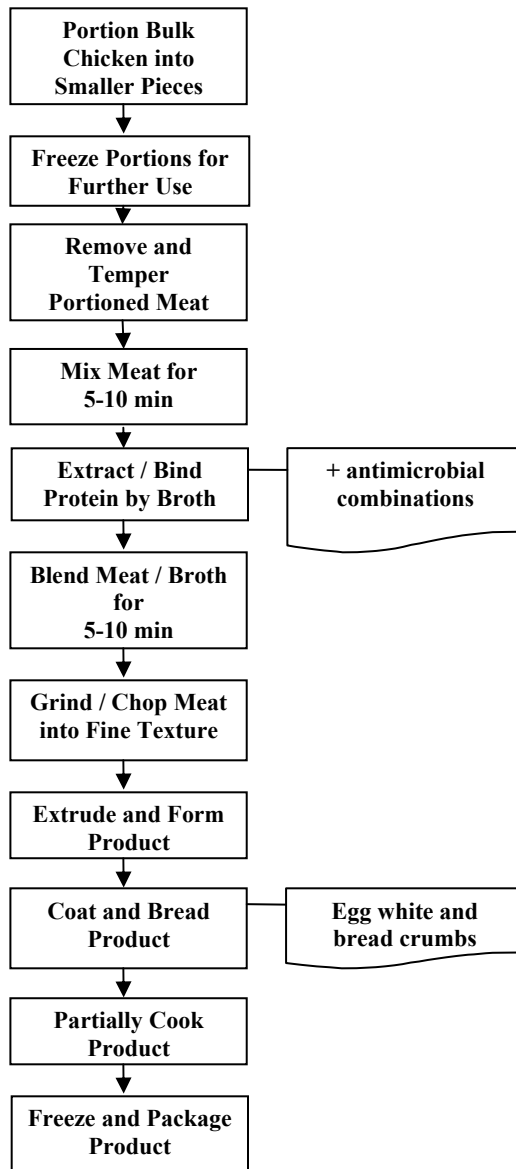 Portion Bulk
Chicken into
Smaller Pieces
Freeze Portions for
Further Use
Remove and
Temper
Portioned Meat
Mix Meat for
5-10 min
Extract / Bind
Protein by Broth
+ antimicrobial
combinations
Blend Meat / Broth
for
5-10 min
Grind / Chop Meat
into Fine Texture
Extrude and Form
Product
Coat and Bread
Product
Egg white and
bread crumbs
Partially Cook
Product
Freeze and Package
Product